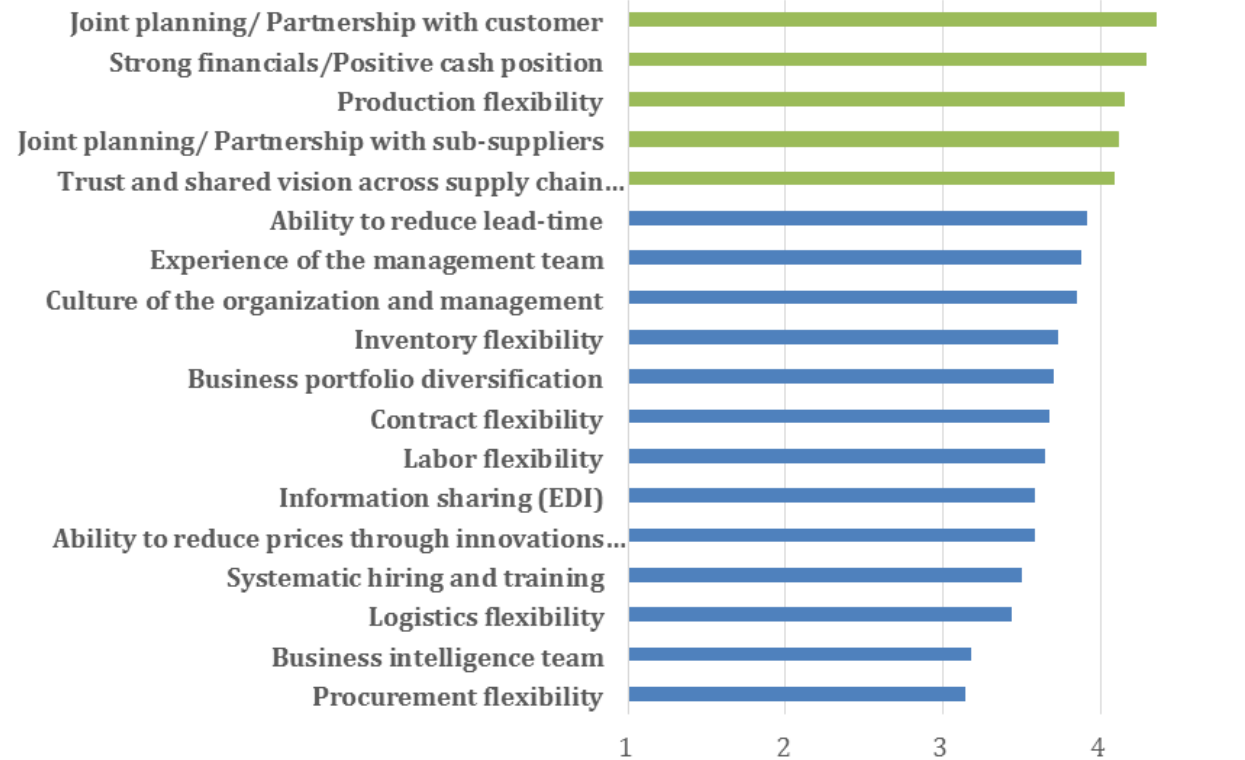 Joint planning/ Partnership with customer
Strong financials/Positive cash position
Production flexibility
Joint planning/ Partnership with sub-suppliers
Trust and shared vision across supply chain...
Ability to reduce lead-time
Experience of the management team
Culture of the organization and management
Inventory flexibility
Business portfolio diversification
Contract flexibility
Labor flexibility
Information sharing (EDI)
Ability to reduce prices through innovations...
Systematic hiring and training
Logistics flexibility
Business intelligence team
Procurement flexibility
1 2 3 4